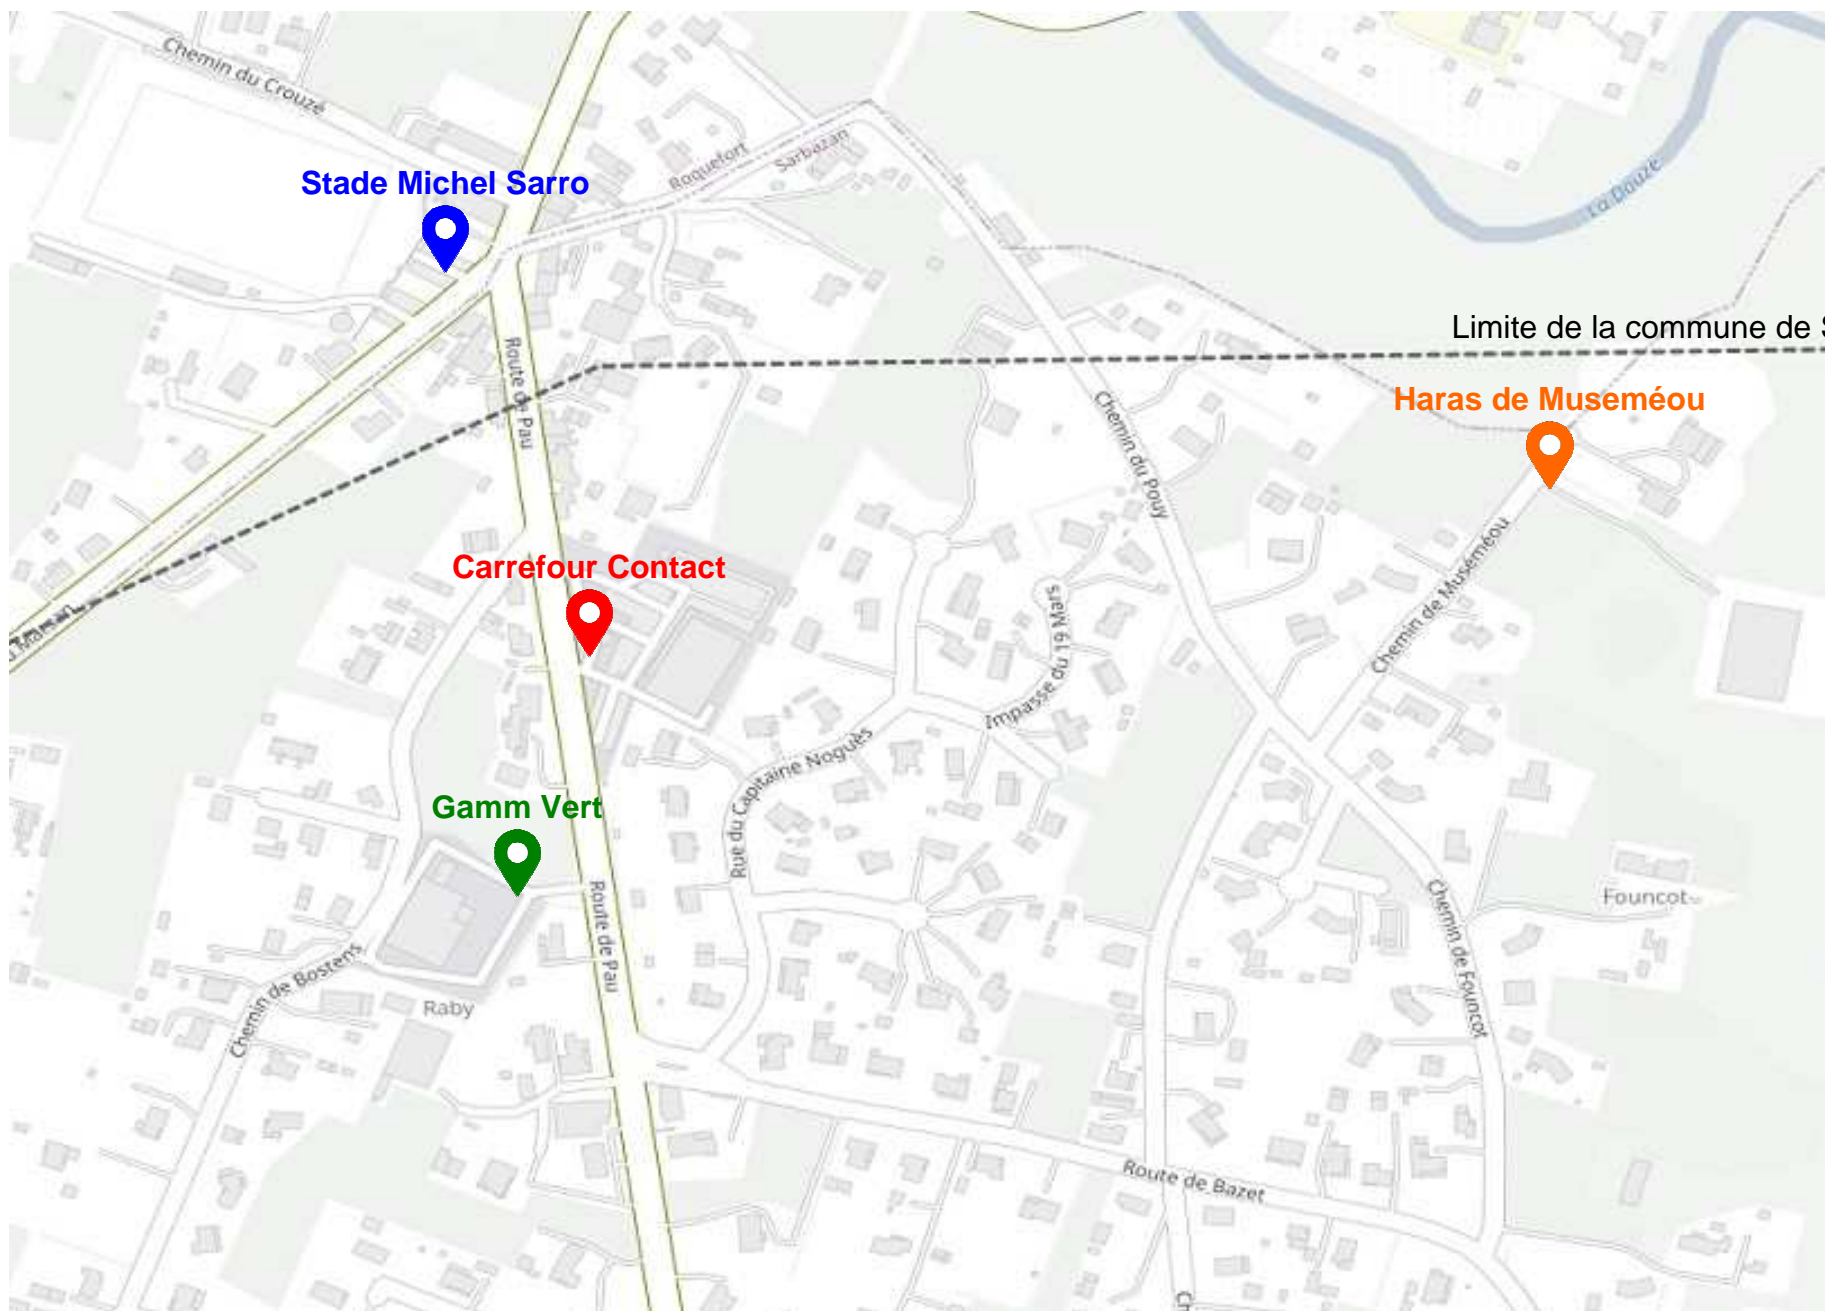 Chemin du Crouzé
Roquefort
Sarbazan
La Douze
Stade Michel Sarro
Limite de la commune de S
Route de Pau
Haras de Museméou
Chemin du Pouy
Chemin de Muséméou
Carrefour Contact
Impasse du 19 Mars
Rue du Capitaine Noguès
Gamm Vert
Route de Pau
Founcot
Chemin de Founcot
Chemin de Bostens
Raby
Route de Bazet